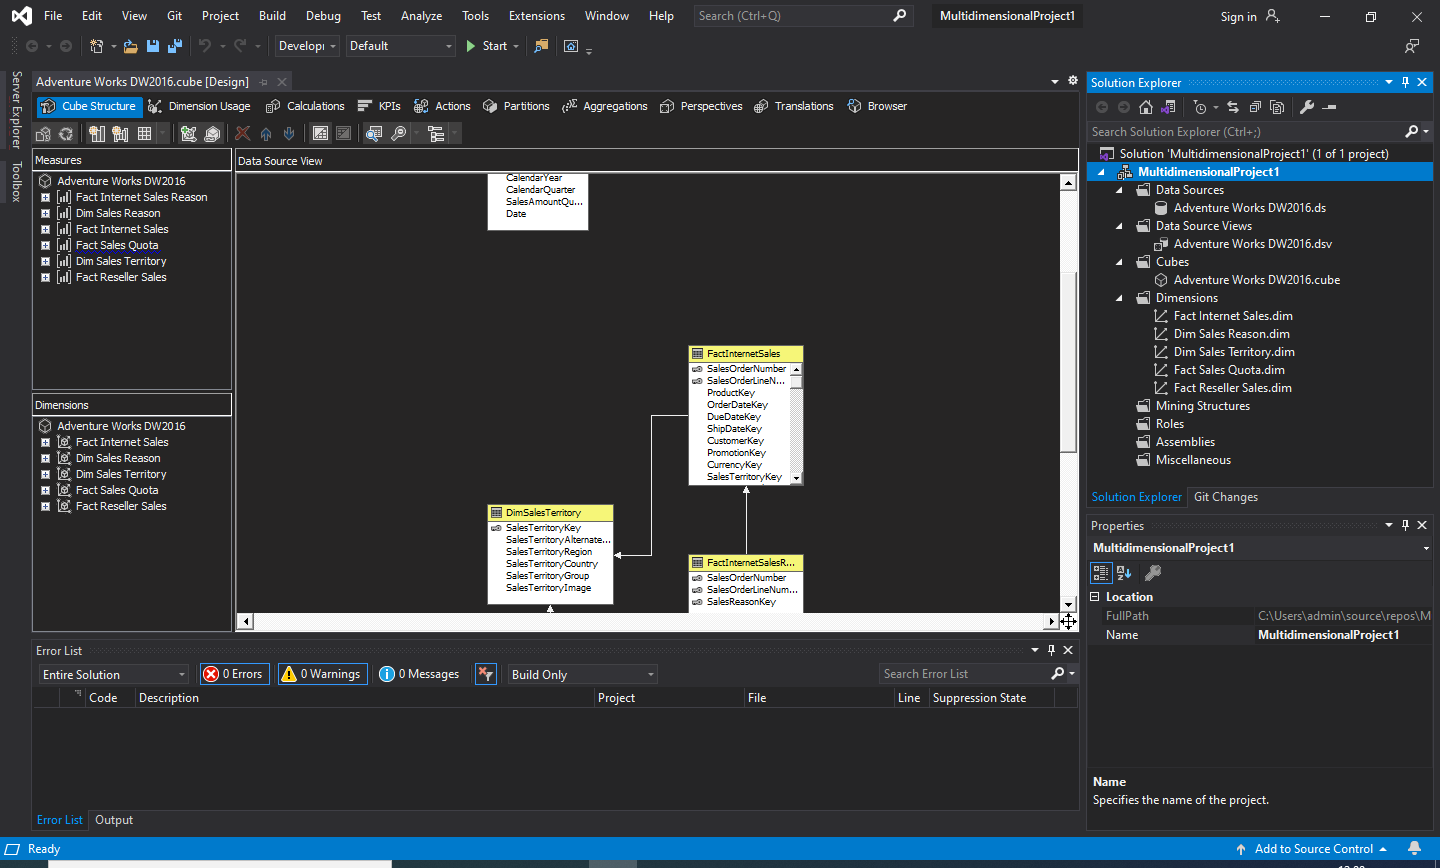 File Edit View Git Project Build Debug Test Analyze Tools Extensions Window Help Search (Ctrl+Q) MultidimensionalProject1 Sign in
Developi Default Start
Server Explorer
Toolbox
Adventure Works DW2016.cube [Design]
Cube Structure Dimension Usage Calculations KPIs Actions Partitions Aggregations Perspectives Translations Browser
Measures
Adventure Works DW2016
Fact Internet Sales Reason
Dim Sales Reason
Fact Internet Sales
Fact Sales Quota
Dim Sales Territory
Fact Reseller Sales
Dimensions
Adventure Works DW2016
Fact Internet Sales
Dim Sales Reason
Dim Sales Territory
Fact Sales Quota
Fact Reseller Sales
Data Source View
CalendarYear
CalendarQuarter
SalesAmountQu...
Date
FactInternetSales
SalesOrderNumber
SalesOrderLineN...
ProductKey
OrderDateKey
DueDateKey
ShipDateKey
CustomerKey
PromotionKey
CurrencyKey
SalesTerritoryKey
DimSalesTerritory
SalesTerritoryKey
SalesTerritoryAlternate...
SalesTerritoryRegion
SalesTerritoryCountry
SalesTerritoryGroup
SalesTerritoryImage
FactInternetSalesR...
SalesOrderNumber
SalesOrderLineNum...
SalesReasonKey
Error List
Entire Solution 0 Errors 0 Warnings 0 Messages Build Only Search Error List
Code Description Project File Line Suppression State
Error List Output
Solution Explorer
Search Solution Explorer (Ctrl+;)
Solution 'MultidimensionalProject1' (1 of 1 project)
MultidimensionalProject1
Data Sources
Adventure Works DW2016.ds
Data Source Views
Adventure Works DW2016.dsv
Cubes
Adventure Works DW2016.cube
Dimensions
Fact Internet Sales.dim
Dim Sales Reason.dim
Dim Sales Territory.dim
Fact Sales Quota.dim
Fact Reseller Sales.dim
Mining Structures
Roles
Assemblies
Miscellaneous
Solution Explorer Git Changes
Properties
MultidimensionalProject1
Location
FullPath C:\Users\admin\source\repos\M
Name MultidimensionalProject1
Name
Specifies the name of the project.
Ready Add to Source Control